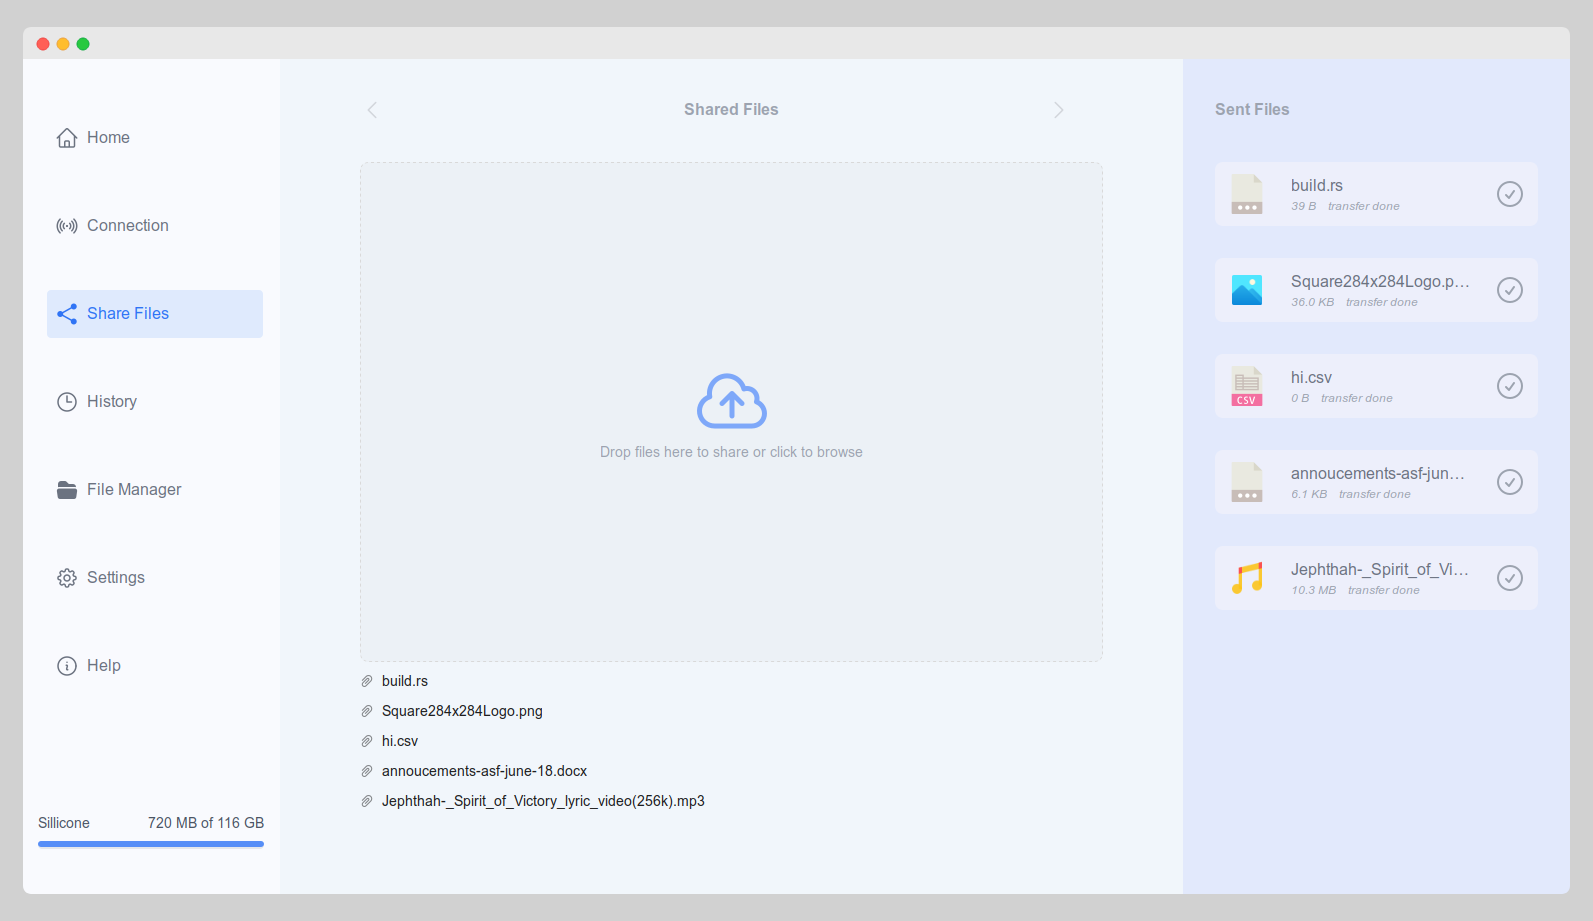 Home
Connection
Share Files
History
File Manager
Settings
Help
Sillicone 720 MB of 116 GB
Shared Files
Drop files here to share or click to browse
build.rs
Square284x284Logo.png
hi.csv
annoucements-asf-june-18.docx
Jephthah-_Spirit_of_Victory_lyric_video(256k).mp3
Sent Files
build.rs
39 B transfer done
Square284x284Logo.p...
36.0 KB transfer done
CSV
hi.csv
0 B transfer done
annoucements-asf-jun...
6.1 KB transfer done
Jephthah-_Spirit_of_Vi...
10.3 MB transfer done